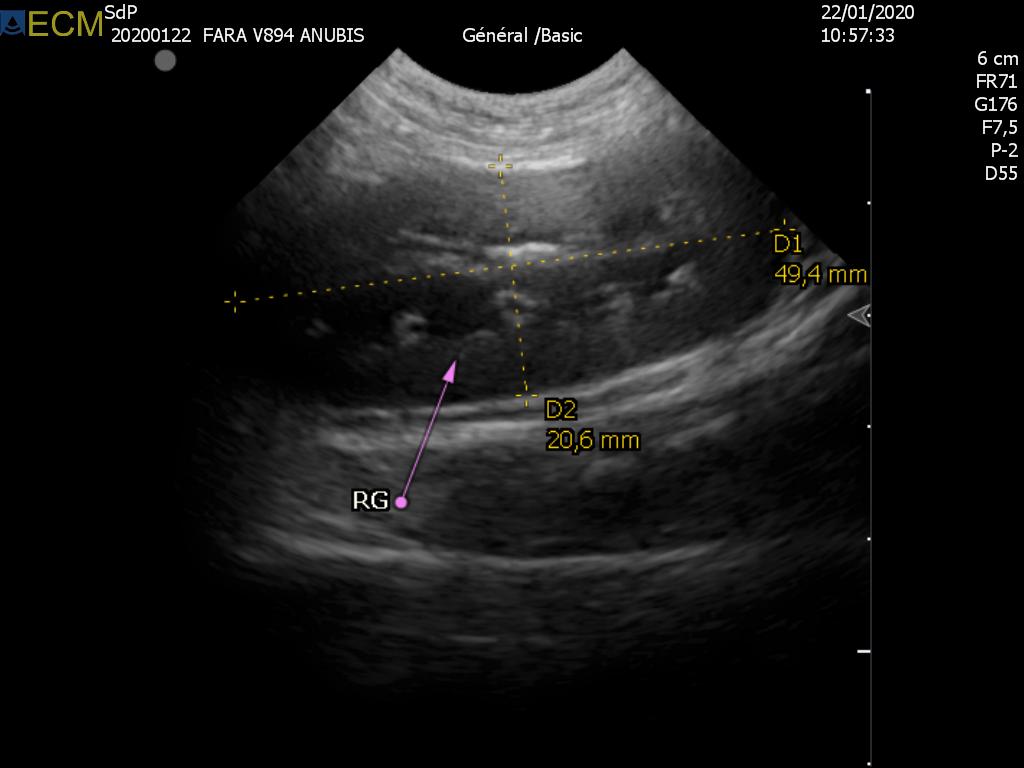 ECM
SdP
20200122 FARA V894 ANUBIS
Général /Basic
22/01/2020
10:57:33
6 cm
FR71
G176
F7,5
P-2
D55
D1
49,4 mm
D2
20,6 mm
RG